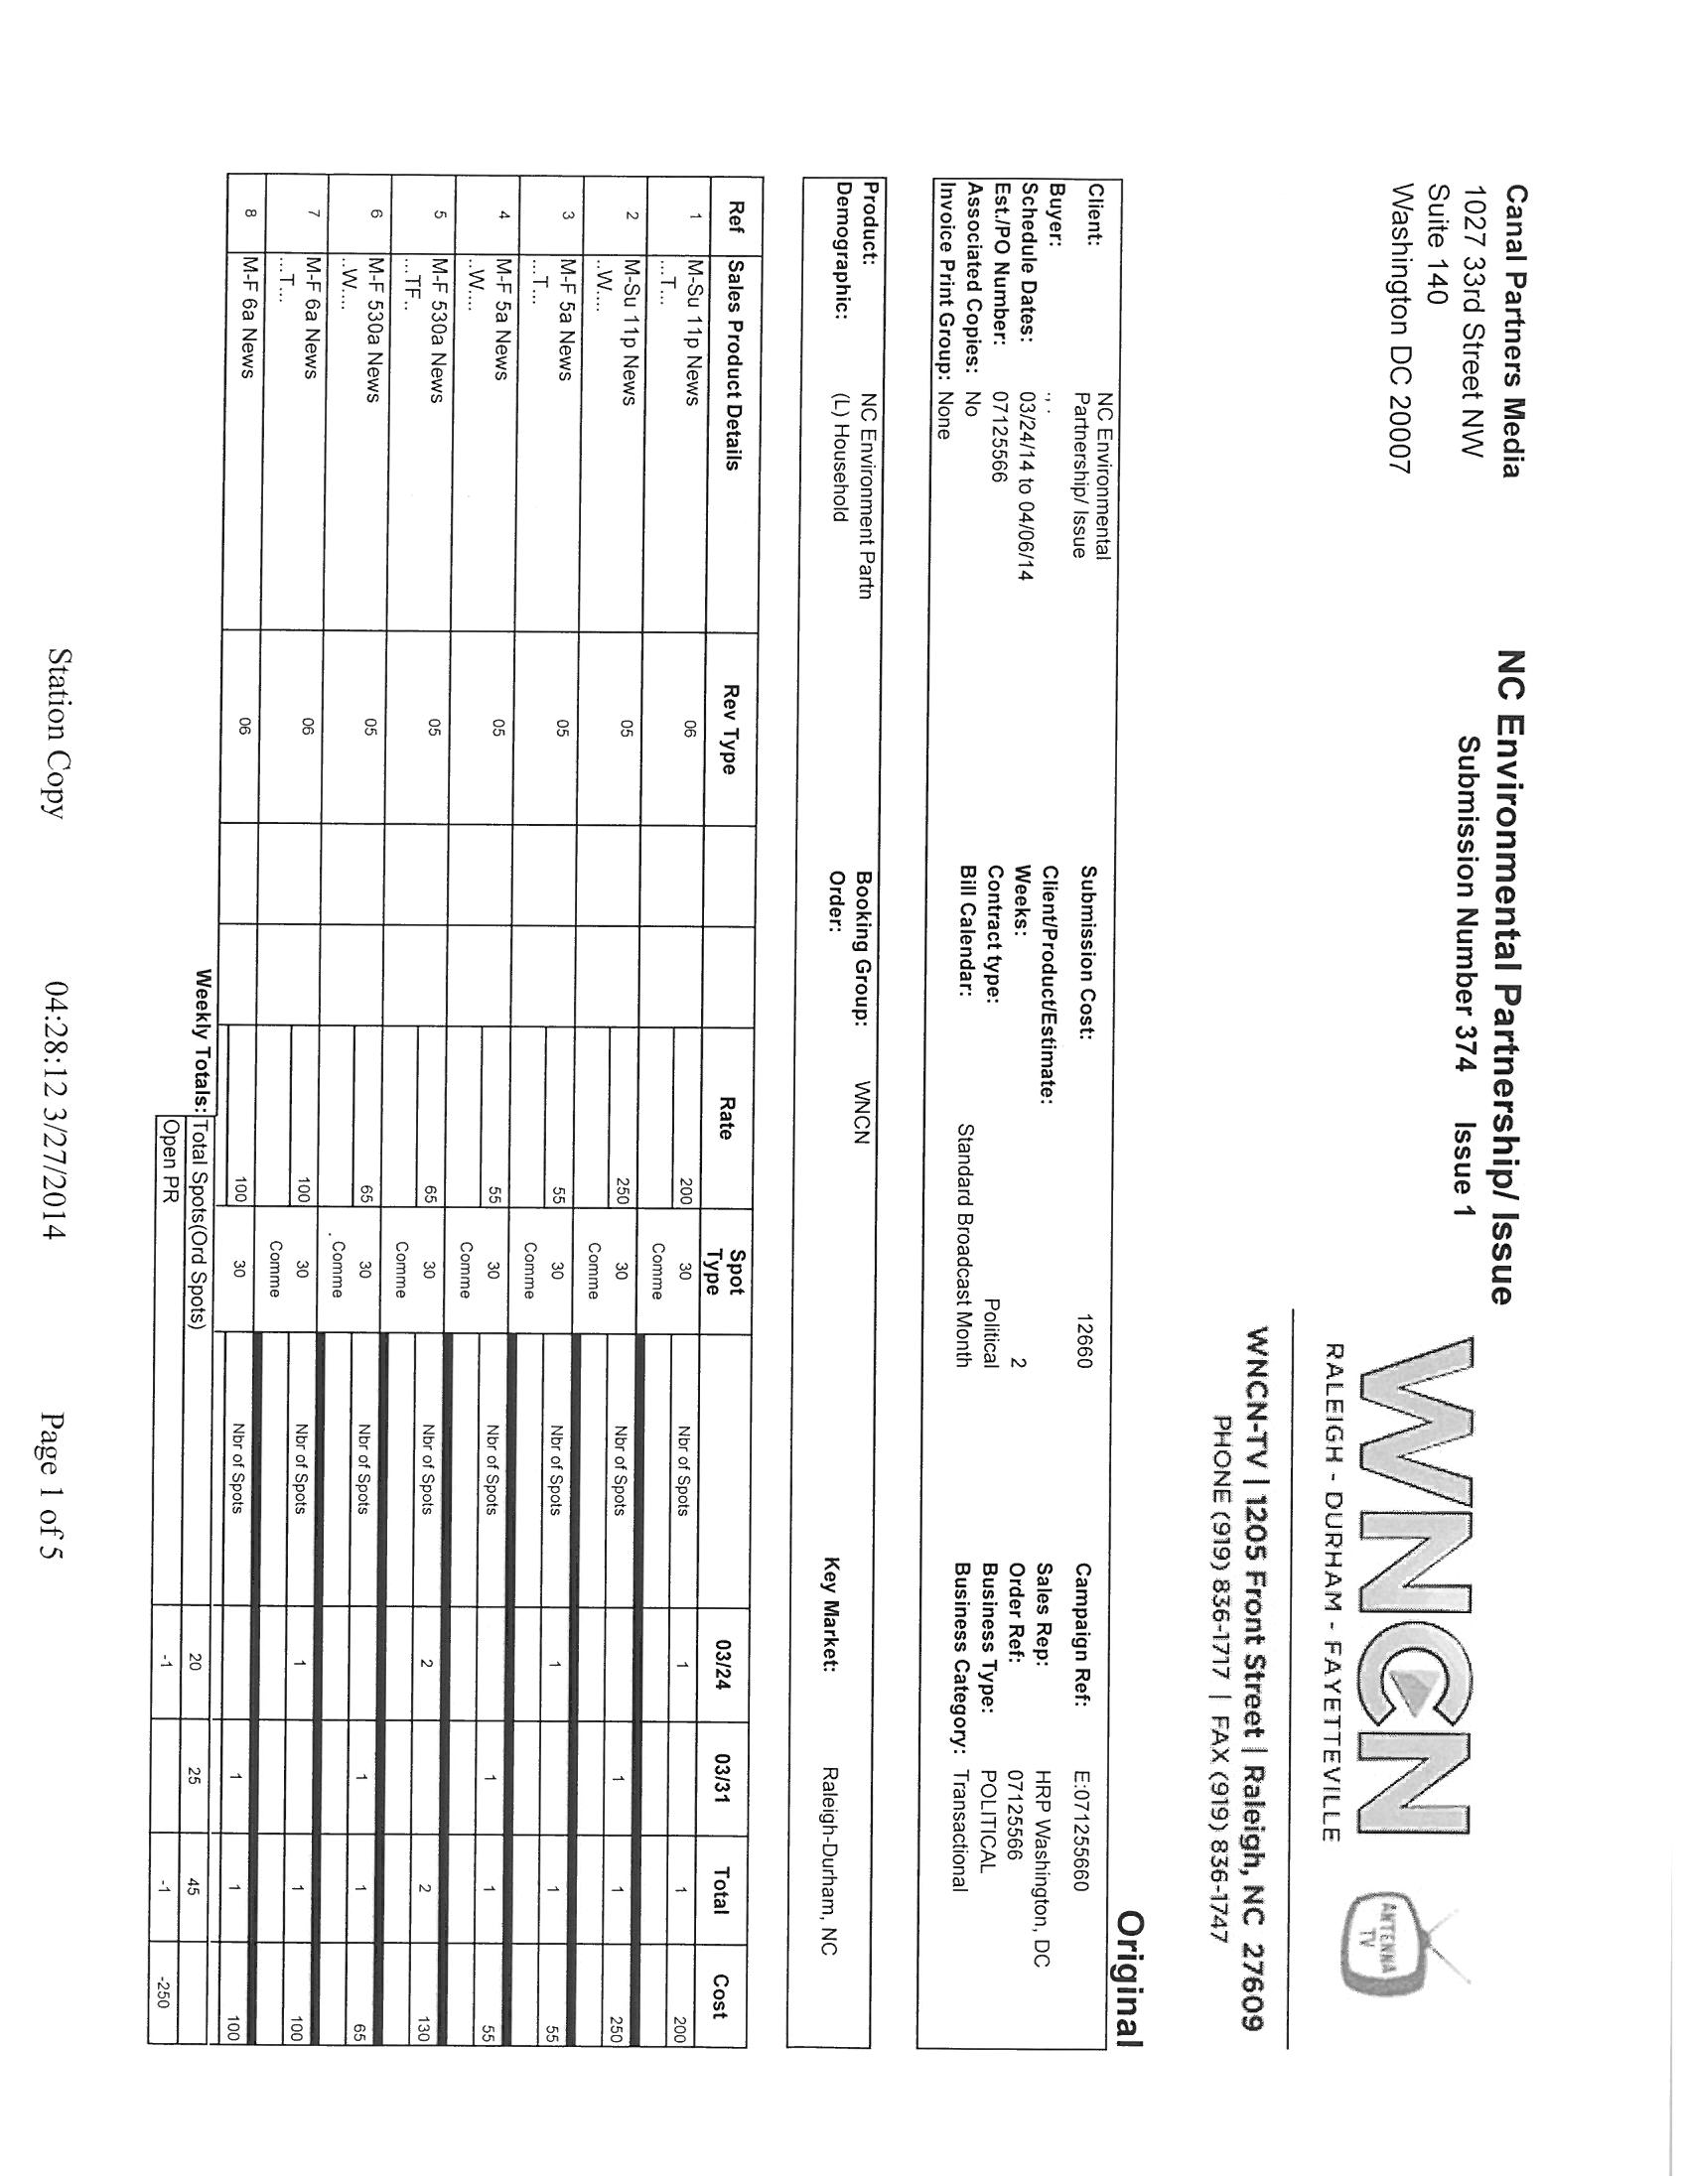 Canal Partners Media
1027 33rd Street NW
Suite 140
Washington DC 20007
NC Environmental Partnership/ Issue
Submission Number 374 Issue 1
WNCN
RALEIGH - DURHAM - FAYETTEVILLE
ANTENNA
TV
WNCN-TV | 1205 Front Street | Raleigh, NC 27609
PHONE (919) 836-1717 | FAX (919) 836-1747
Original
Client: NC Environmental
Partnership/ Issue
Buyer: ., .
Schedule Dates: 03/24/14 to 04/06/14
Est./PO Number: 07125566
Associated Copies: No
Invoice Print Group: None
Submission Cost: 12660
Client/Product/Estimate:
Weeks: 2
Contract type: Political
Bill Calendar: Standard Broadcast Month
Campaign Ref: E:07125660
Sales Rep: HRP Washington, DC
Order Ref: 07125566
Business Type: POLITICAL
Business Category: Transactional
Product: NC Environment Partn
Demographic: (L) Household
Booking Group: WNCN
Order:
Key Market: Raleigh-Durham, NC
Ref Sales Product Details Rev Type Rate Spot Type 03/24 03/31 Total Cost
1 M-Su 11p News 06 200 30 Nbr of Spots 1 1 200
...T... Comme
2 M-Su 11p News 05 250 30 Nbr of Spots 1 1 250
..W.... Comme
3 M-F 5a News 05 55 30 Nbr of Spots 1 1 55
...T... Comme
4 M-F 5a News 05 55 30 Nbr of Spots 1 1 55
..W.... Comme
5 M-F 530a News 05 65 30 Nbr of Spots 2 2 130
...TF.. Comme
6 M-F 530a News 05 65 30 Nbr of Spots 1 1 65
..W.... Comme
7 M-F 6a News 06 100 30 Nbr of Spots 1 1 100
...T... Comme
8 M-F 6a News 06 100 30 Nbr of Spots 1 1 100
Weekly Totals: Total Spots(Ord Spots) 20 25 45
Open PR -1 -1 -250
Station Copy 04:28:12 3/27/2014 Page 1 of 5